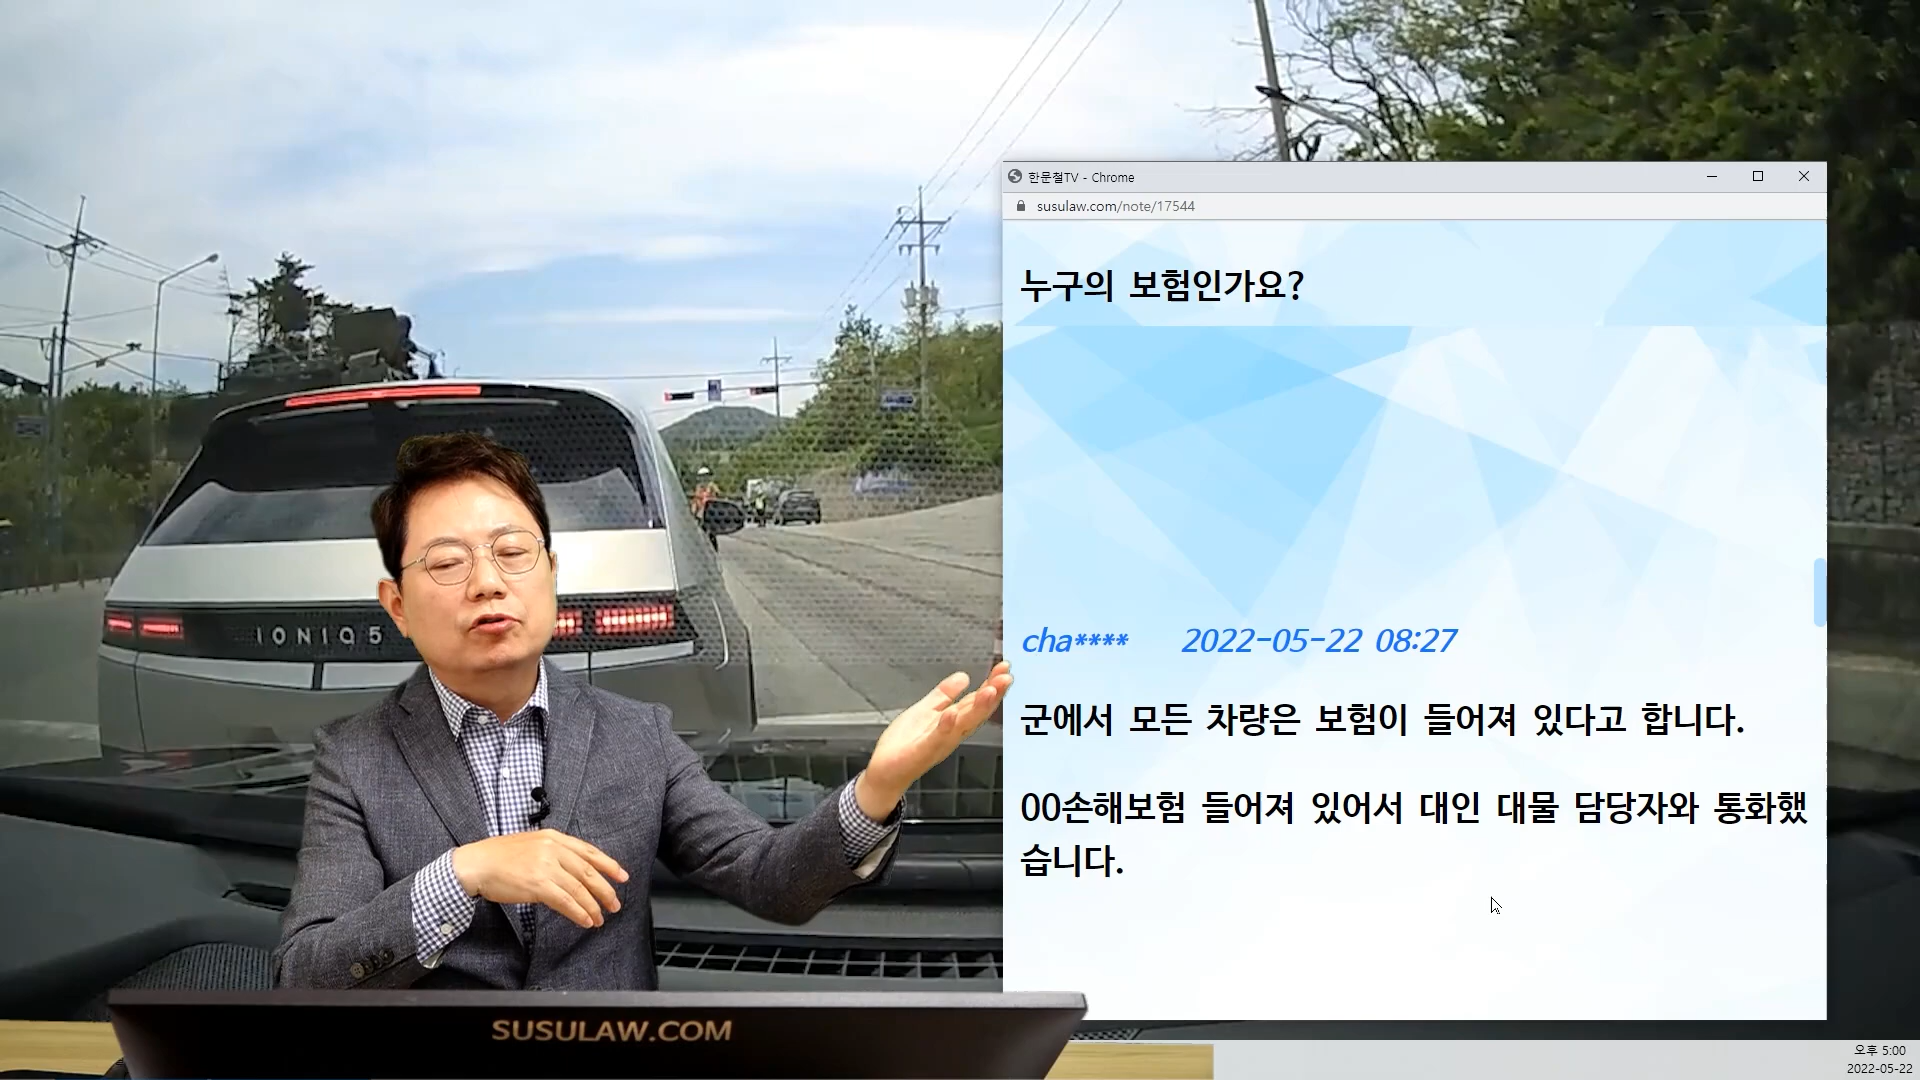 한문철TV - Chrome
susulaw.com/note/17544
누구의 보험인가요?
cha**** 2022-05-22 08:27
군에서 모든 차량은 보험이 들어져 있다고 합니다.
00손해보험 들어져 있어서 대인 대물 담당자와 통화했
습니다.
IONIQ 5
SUSULAW.COM
오후 5:00
2022-05-22